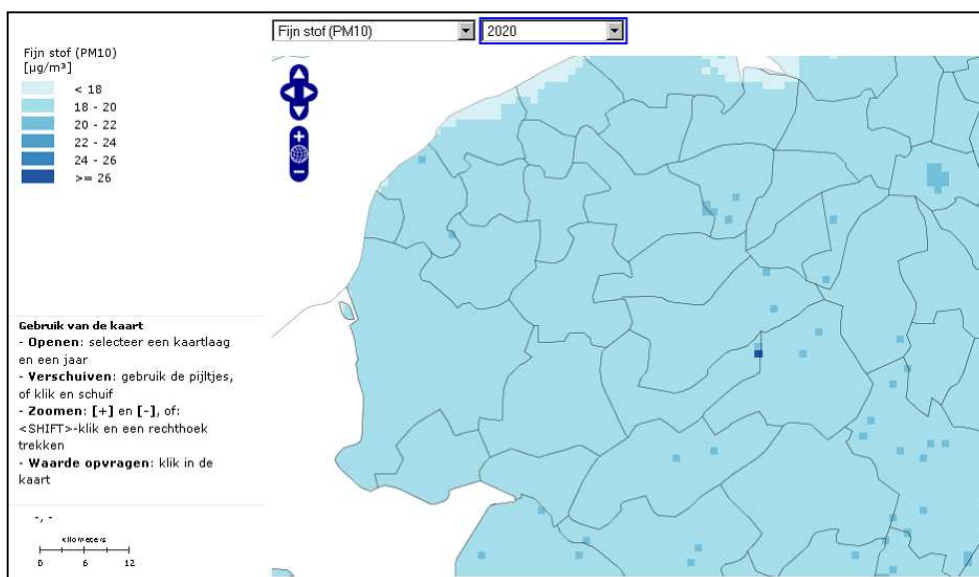 Fijn stof (PM10)
2020
Fijn stof (PM10)
[µg/m³]
< 18
18 - 20
20 - 22
22 - 24
24 - 26
>= 26
Gebruik van de kaart
- Openen: selecteer een kaartlaag
en een jaar
- Verschuiven: gebruik de pijltjes,
of klik en schuif
- Zoomen: [+] en [-], of:
<SHIFT>-klik en een rechthoek
trekken
- Waarde opvragen: klik in de
kaart
-, -
kilometers
0 6 12